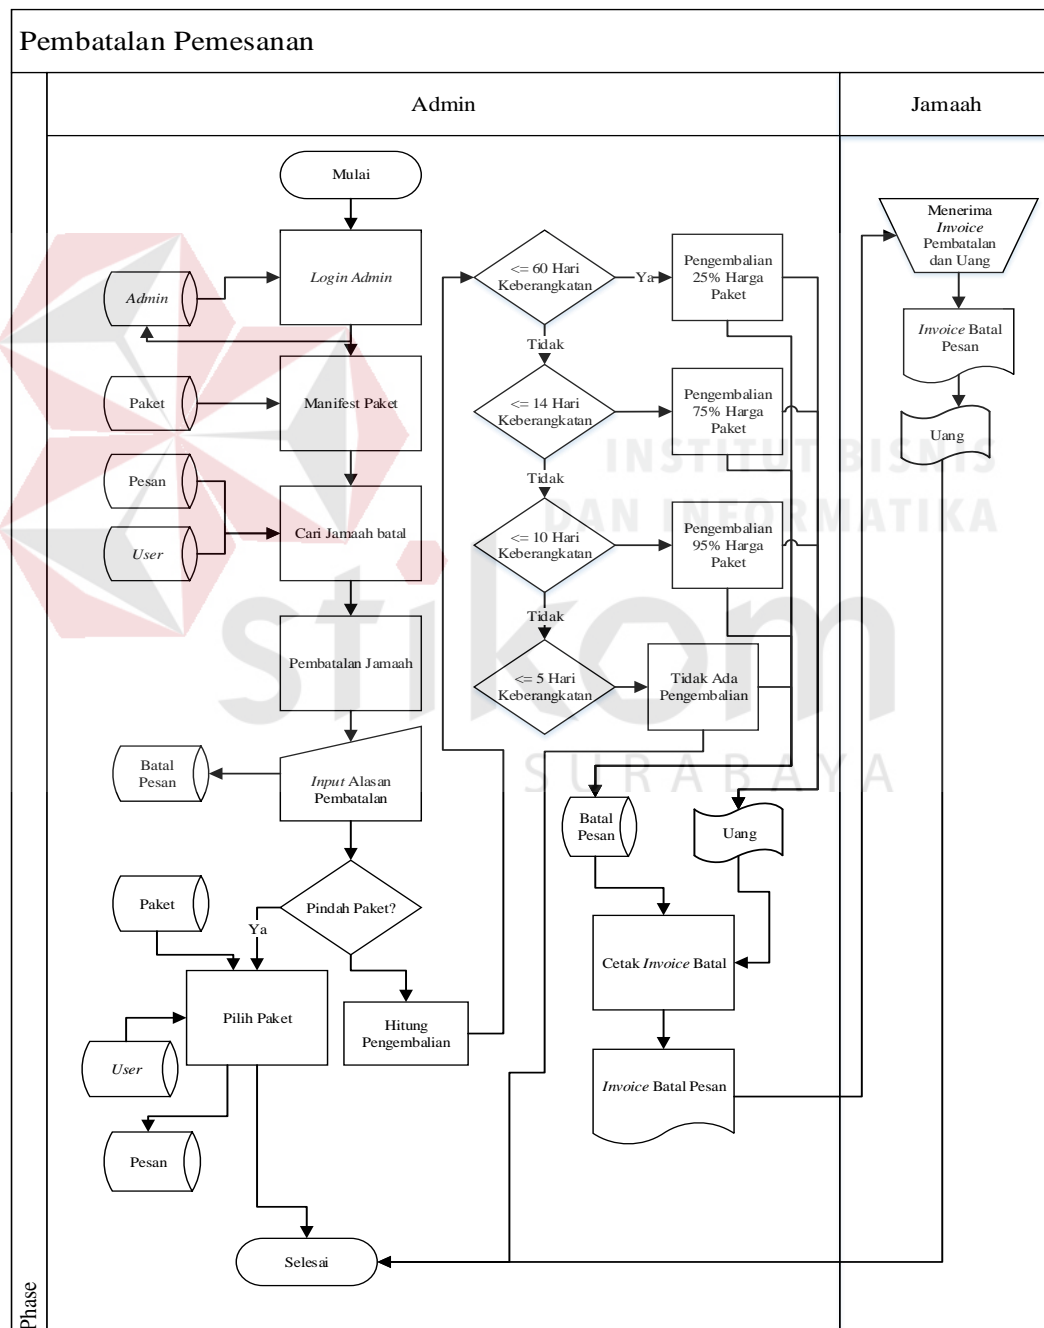 Pembatalan Pemesanan
Admin
Jamaah
Phase
Mulai
Login Admin
Admin
Manifest Paket
Paket
Pesan
User
Cari Jamaah batal
Pembatalan Jamaah
Input Alasan
Pembatalan
Batal
Pesan
Pindah Paket?
Ya
Paket
Pilih Paket
User
Pesan
Hitung
Pengembalian
Selesai
<= 60 Hari
Keberangkatan
Ya
Pengembalian
25% Harga
Paket
Tidak
<= 14 Hari
Keberangkatan
Pengembalian
75% Harga
Paket
Tidak
<= 10 Hari
Keberangkatan
Pengembalian
95% Harga
Paket
Tidak
<= 5 Hari
Keberangkatan
Tidak Ada
Pengembalian
Batal
Pesan
Uang
Cetak Invoice Batal
Invoice Batal Pesan
Menerima
Invoice
Pembatalan
dan Uang
Invoice Batal
Pesan
Uang
INSTITUT BISNIS
DAN INFORMATIKA
stikom
SURABAYA